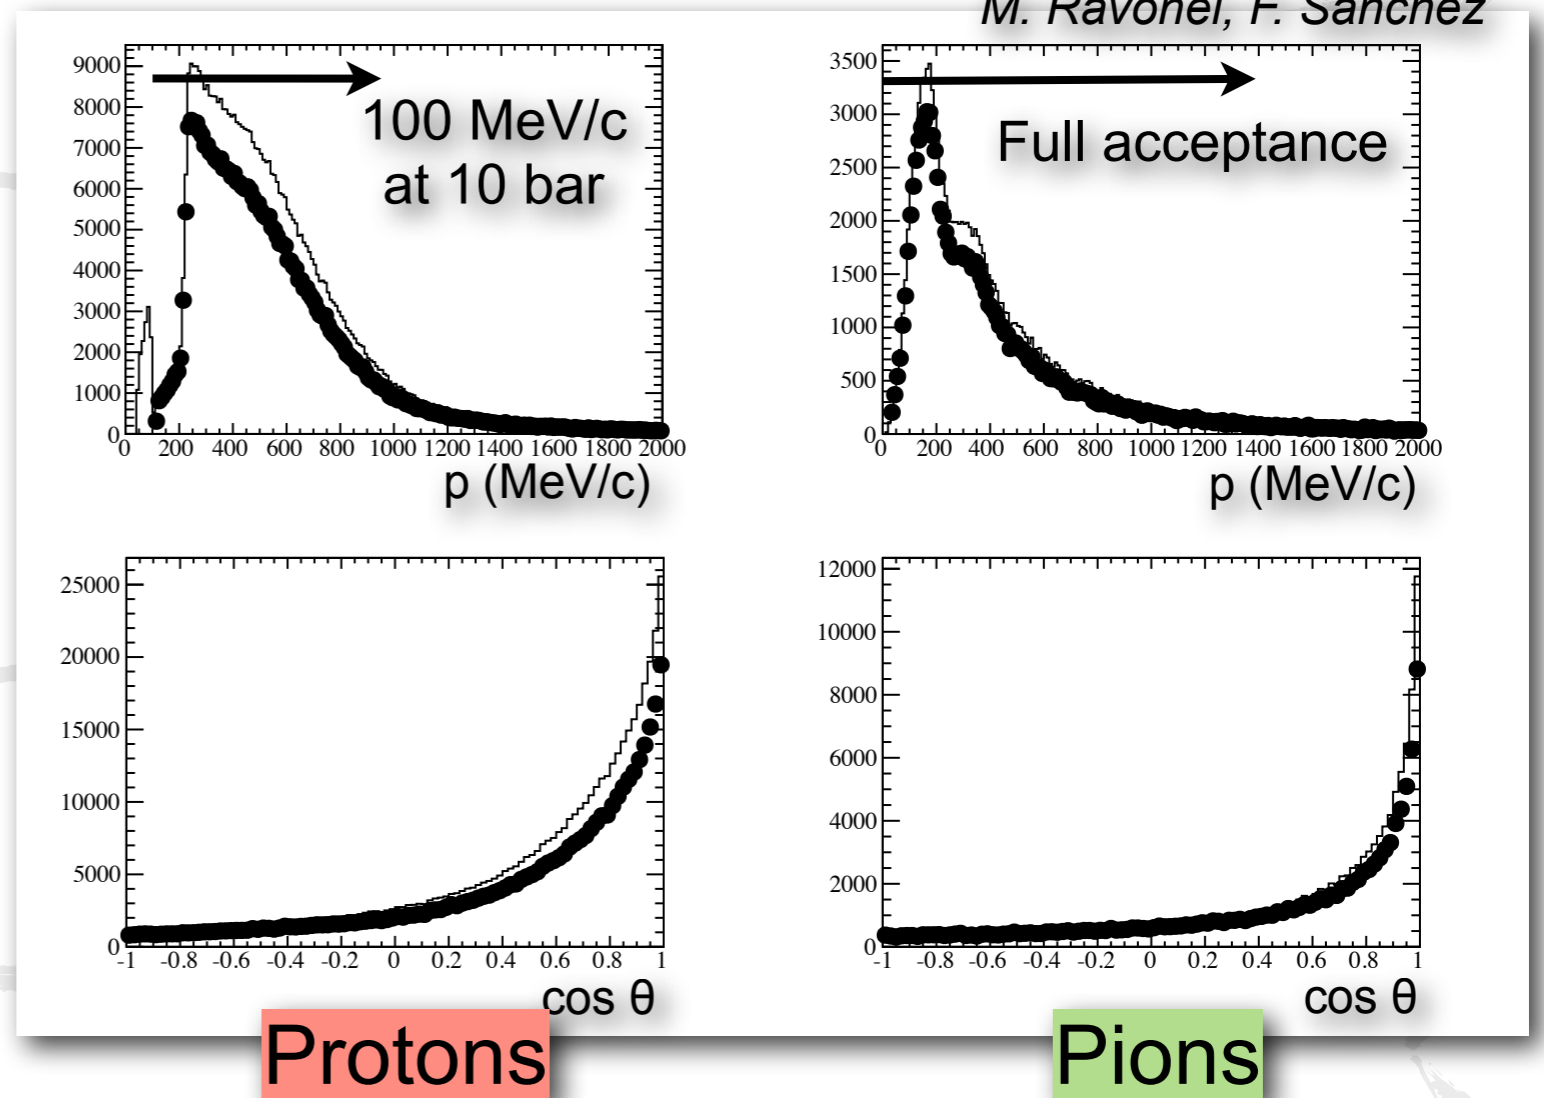 M. Ravonel, F. Sanchez
9000
8000
7000
6000
5000
4000
3000
2000
1000
0
0 200 400 600 800 1000 1200 1400 1600 1800 2000
p (MeV/c)
100 MeV/c
at 10 bar
3500
3000
2500
2000
1500
1000
500
0
0 200 400 600 800 1000 1200 1400 1600 1800 2000
p (MeV/c)
Full acceptance
25000
20000
15000
10000
5000
0
-1 -0.8 -0.6 -0.4 -0.2 0 0.2 0.4 0.6 0.8 1
cos θ
12000
10000
8000
6000
4000
2000
0
-1 -0.8 -0.6 -0.4 -0.2 0 0.2 0.4 0.6 0.8 1
cos θ
Protons
Pions